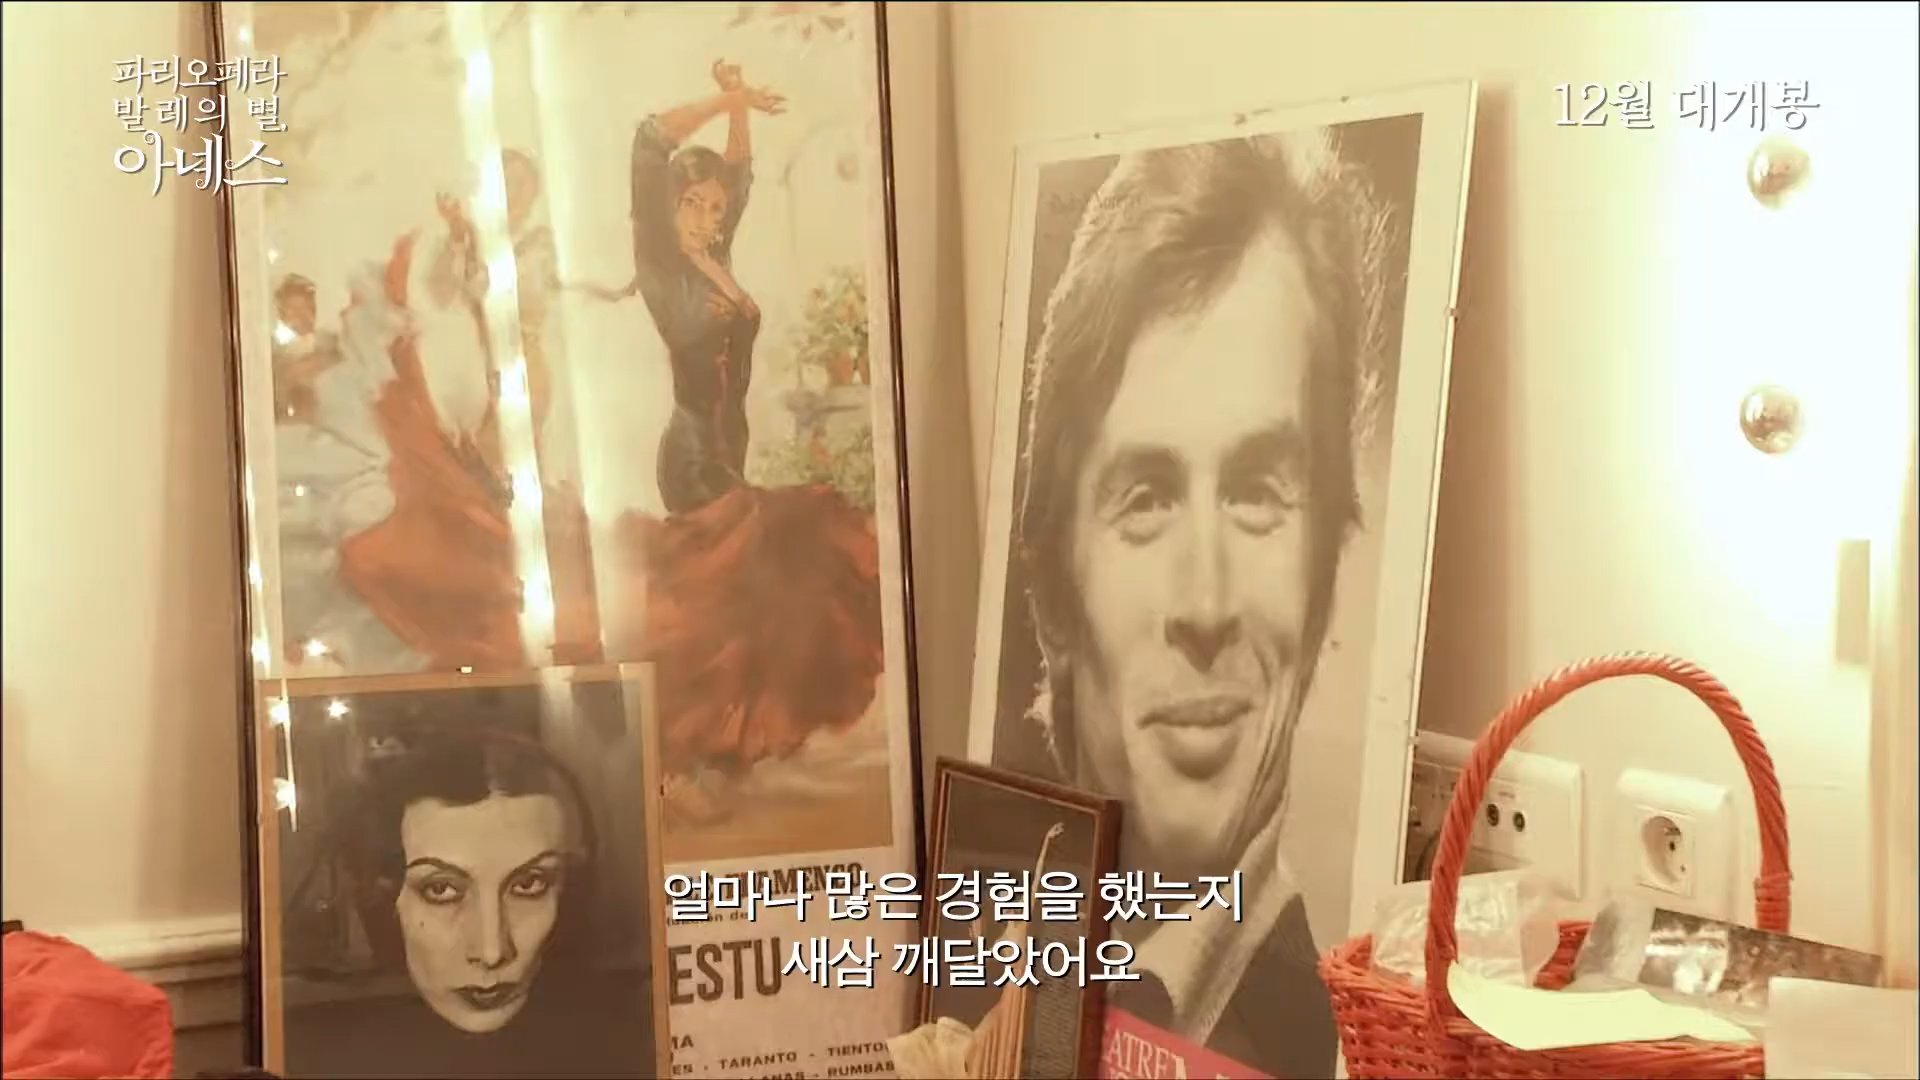 파리오페라
발레의 별,
아녜스
12월 대개봉
FLAMENCO
얼마나 많은 경험을 했는지
새삼 깨달았어요
ESTU
ES - TARANTO - TIENTO
RUMBAS
ATRE